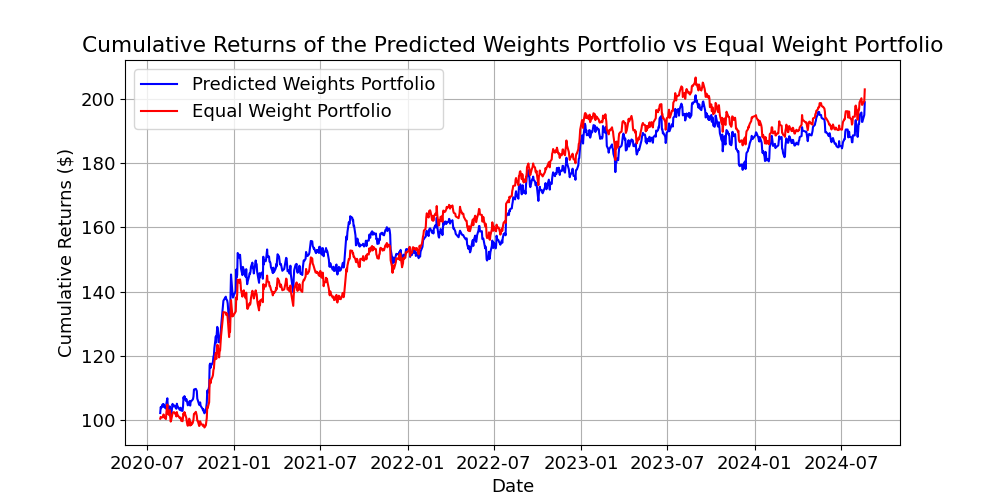 Cumulative Returns of the Predicted Weights Portfolio vs Equal Weight Portfolio
Predicted Weights Portfolio
Equal Weight Portfolio
Cumulative Returns ($)
200
180
160
140
120
100
2020-07 2021-01 2021-07 2022-01 2022-07 2023-01 2023-07 2024-01 2024-07
Date